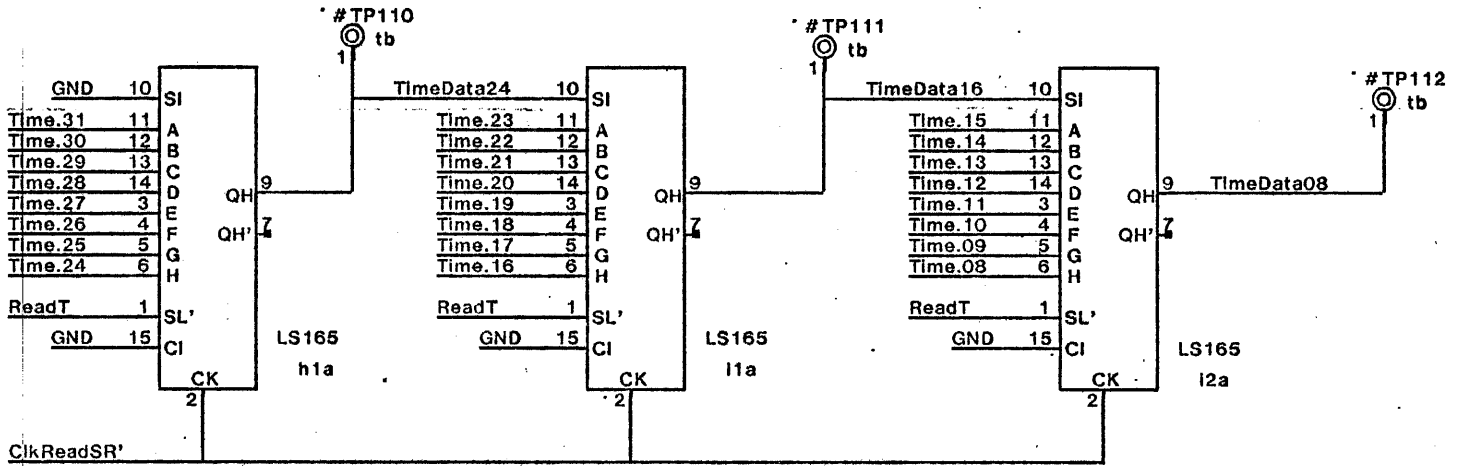 #TP110
tb
1
#TP111
tb
1
#TP112
tb
1
GND 10 SI
Time.31 11 A
Time.30 12 B
Time.29 13 C
Time.28 14 D
Time.27 3 E
Time.26 4 F
Time.25 5 G
Time.24 6 H
ReadT 1 SL'
GND 15 CI
QH 9
QH' 7
CK
2
LS165
h1a
TimeData24 10 SI
Time.23 11 A
Time.22 12 B
Time.21 13 C
Time.20 14 D
Time.19 3 E
Time.18 4 F
Time.17 5 G
Time.16 6 H
ReadT 1 SL'
GND 15 CI
QH 9
QH' 7
CK
2
LS165
i1a
TimeData16 10 SI
Time.15 11 A
Time.14 12 B
Time.13 13 C
Time.12 14 D
Time.11 3 E
Time.10 4 F
Time.09 5 G
Time.08 6 H
ReadT 1 SL'
GND 15 CI
QH 9 TimeData08
QH' 7
CK
2
LS165
i2a
ClkReadSR'